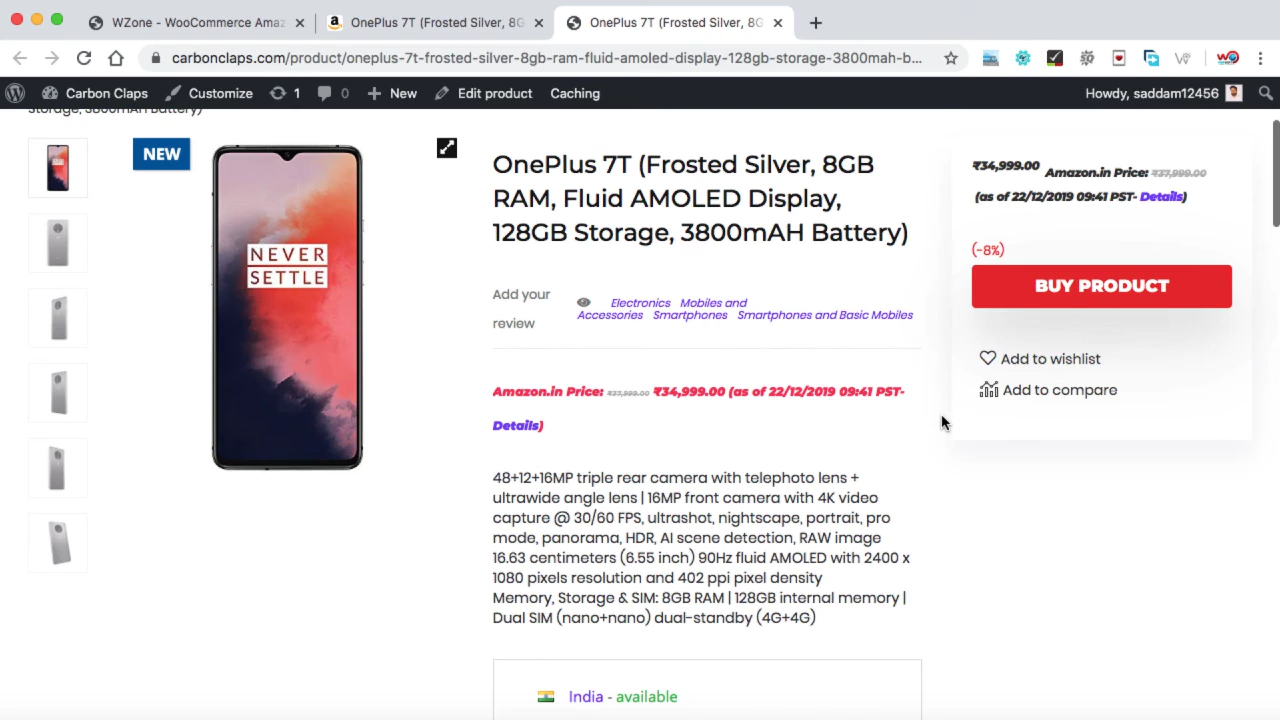 WZone - WooCommerce Amaz
OnePlus 7T (Frosted Silver, 8G
OnePlus 7T (Frosted Silver, 8G
carbonclaps.com/product/oneplus-7t-frosted-silver-8gb-ram-fluid-amoled-display-128gb-storage-3800mah-b...
Carbon Claps
Customize
1
0
New
Edit product
Caching
Howdy, saddam12456
storage, 3800mAH Battery)
NEW
NEVER
SETTLE
OnePlus 7T (Frosted Silver, 8GB
RAM, Fluid AMOLED Display,
128GB Storage, 3800mAH Battery)
Add your
review
Electronics Mobiles and
Accessories Smartphones Smartphones and Basic Mobiles
Amazon.in Price: ₹37,999.00 ₹34,999.00 (as of 22/12/2019 09:41 PST-
Details)
48+12+16MP triple rear camera with telephoto lens +
ultrawide angle lens | 16MP front camera with 4K video
capture @ 30/60 FPS, ultrashot, nightscape, portrait, pro
mode, panorama, HDR, AI scene detection, RAW image
16.63 centimeters (6.55 inch) 90Hz fluid AMOLED with 2400 x
1080 pixels resolution and 402 ppi pixel density
Memory, Storage & SIM: 8GB RAM | 128GB internal memory |
Dual SIM (nano+nano) dual-standby (4G+4G)
India - available
₹34,999.00 Amazon.in Price: ₹37,999.00
(as of 22/12/2019 09:41 PST- Details)
(-8%)
BUY PRODUCT
Add to wishlist
Add to compare